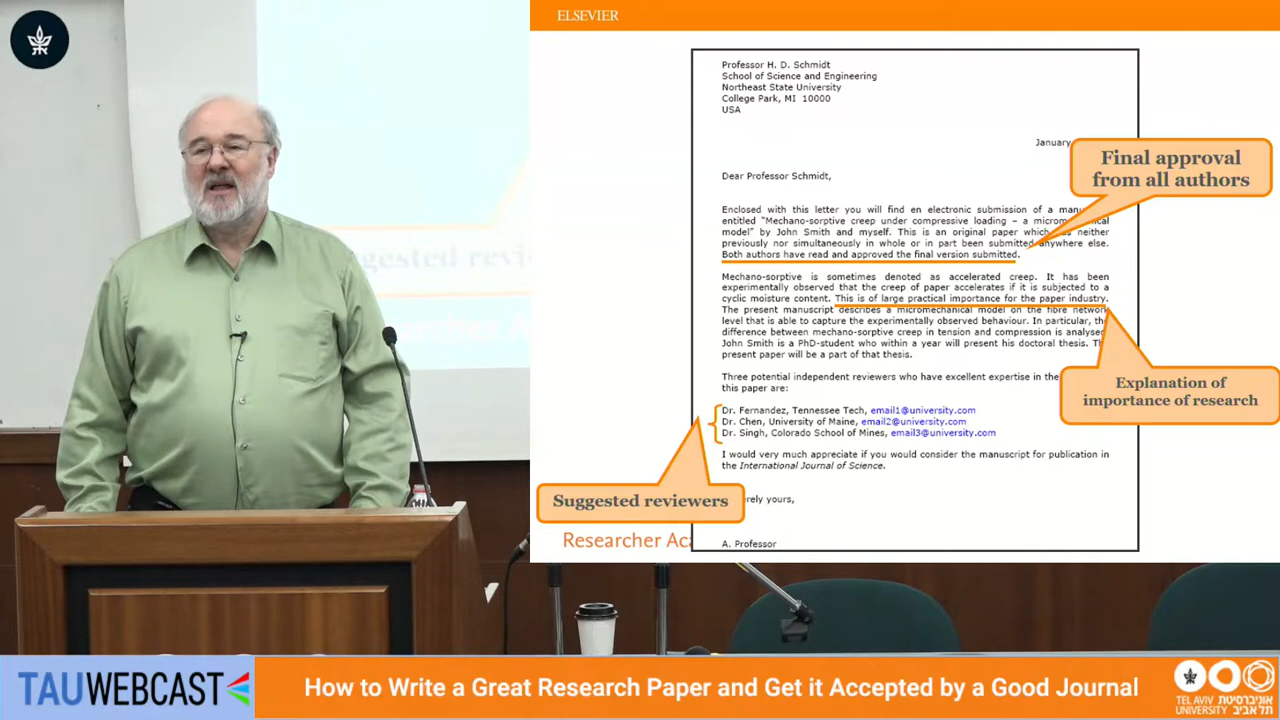 ELSEVIER
Professor H. D. Schmidt
School of Science and Engineering
Northeast State University
College Park, MI 10000
USA
January
Final approval
from all authors
Dear Professor Schmidt,
Enclosed with this letter you will find en electronic submission of a
entitled "Mechano-sorptive creep under compressive loading – a
model" by John Smith and myself. This is an original paper neither
previously nor simultaneously in whole or in part been submitted anywhere else.
Both authors have read and approved the final version submitted.
Mechano-sorptive is sometimes denoted as accelerated creep. It has been
experimentally observed that the creep of paper accelerates if it is subjected to a
cyclic moisture content. This is of large practical importance for the paper industry.
The present manuscript describes a micromechanical model on the fibre network
level that is able to capture the experimentally observed behaviour. In particular, the
difference between mechano-sorptive creep in tension and compression is analysed
John Smith is a PhD-student who within a year will present his doctoral thesis.
present paper will be a part of that thesis.
Explanation of
importance of research
Three potential independent reviewers who have excellent expertise in the
this paper are:
Dr. Fernandez, Tennessee Tech, email1@university.com
Dr. Chen, University of Maine, email2@university.com
Dr. Singh, Colorado School of Mines, email3@university.com
I would very much appreciate if you would consider the manuscript for publication in
the International Journal of Science.
Suggested reviewers
yours,
A. Professor
Researcher
TAUWEBCAST
How to Write a Great Research Paper and Get it Accepted by a Good Journal
TEL AVIV אוניברסיטת
UNIVERSITY תל אביב